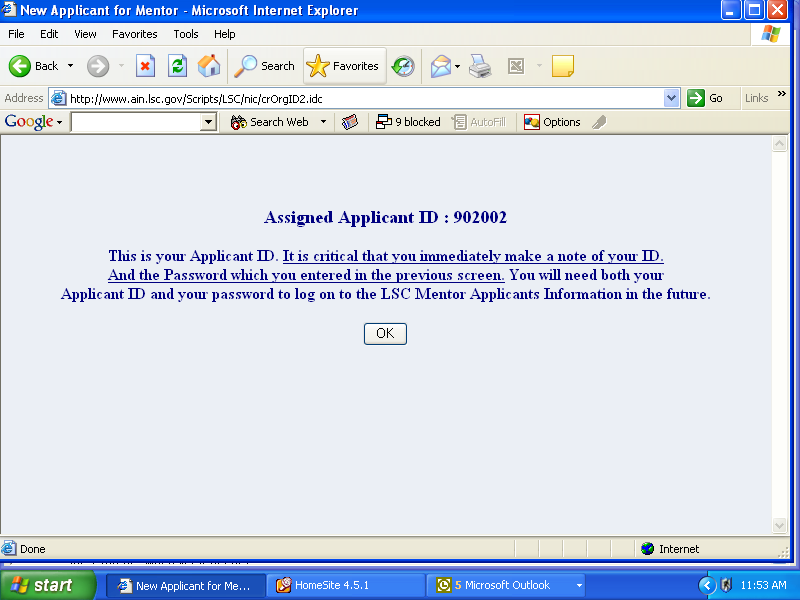 New Applicant for Mentor - Microsoft Internet Explorer
File Edit View Favorites Tools Help
Back Search Favorites
Address http://www.ain.lsc.gov/Scripts/LSC/nic/crOrgID2.idc Go Links »
Google Search Web 9 blocked AutoFill Options
Assigned Applicant ID : 902002
This is your Applicant ID. It is critical that you immediately make a note of your ID.
And the Password which you entered in the previous screen. You will need both your
Applicant ID and your password to log on to the LSC Mentor Applicants Information in the future.
OK
Done Internet
start New Applicant for Me... HomeSite 4.5.1 5 Microsoft Outlook 11:53 AM